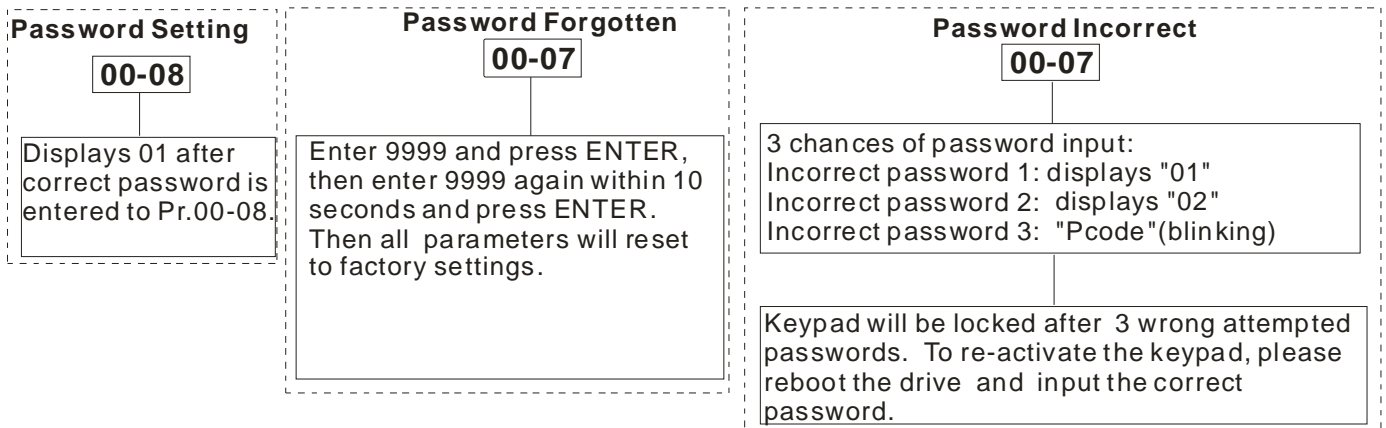 Password Setting
00-08
Displays 01 after
correct password is
entered to Pr.00-08.
Password Forgotten
00-07
Enter 9999 and press ENTER,
then enter 9999 again within 10
seconds and press ENTER.
Then all parameters will reset
to factory settings.
Password Incorrect
00-07
3 chances of password input:
Incorrect password 1: displays "01"
Incorrect password 2: displays "02"
Incorrect password 3: "Pcode"(blinking)
Keypad will be locked after 3 wrong attempted
passwords. To re-activate the keypad, please
reboot the drive and input the correct
password.